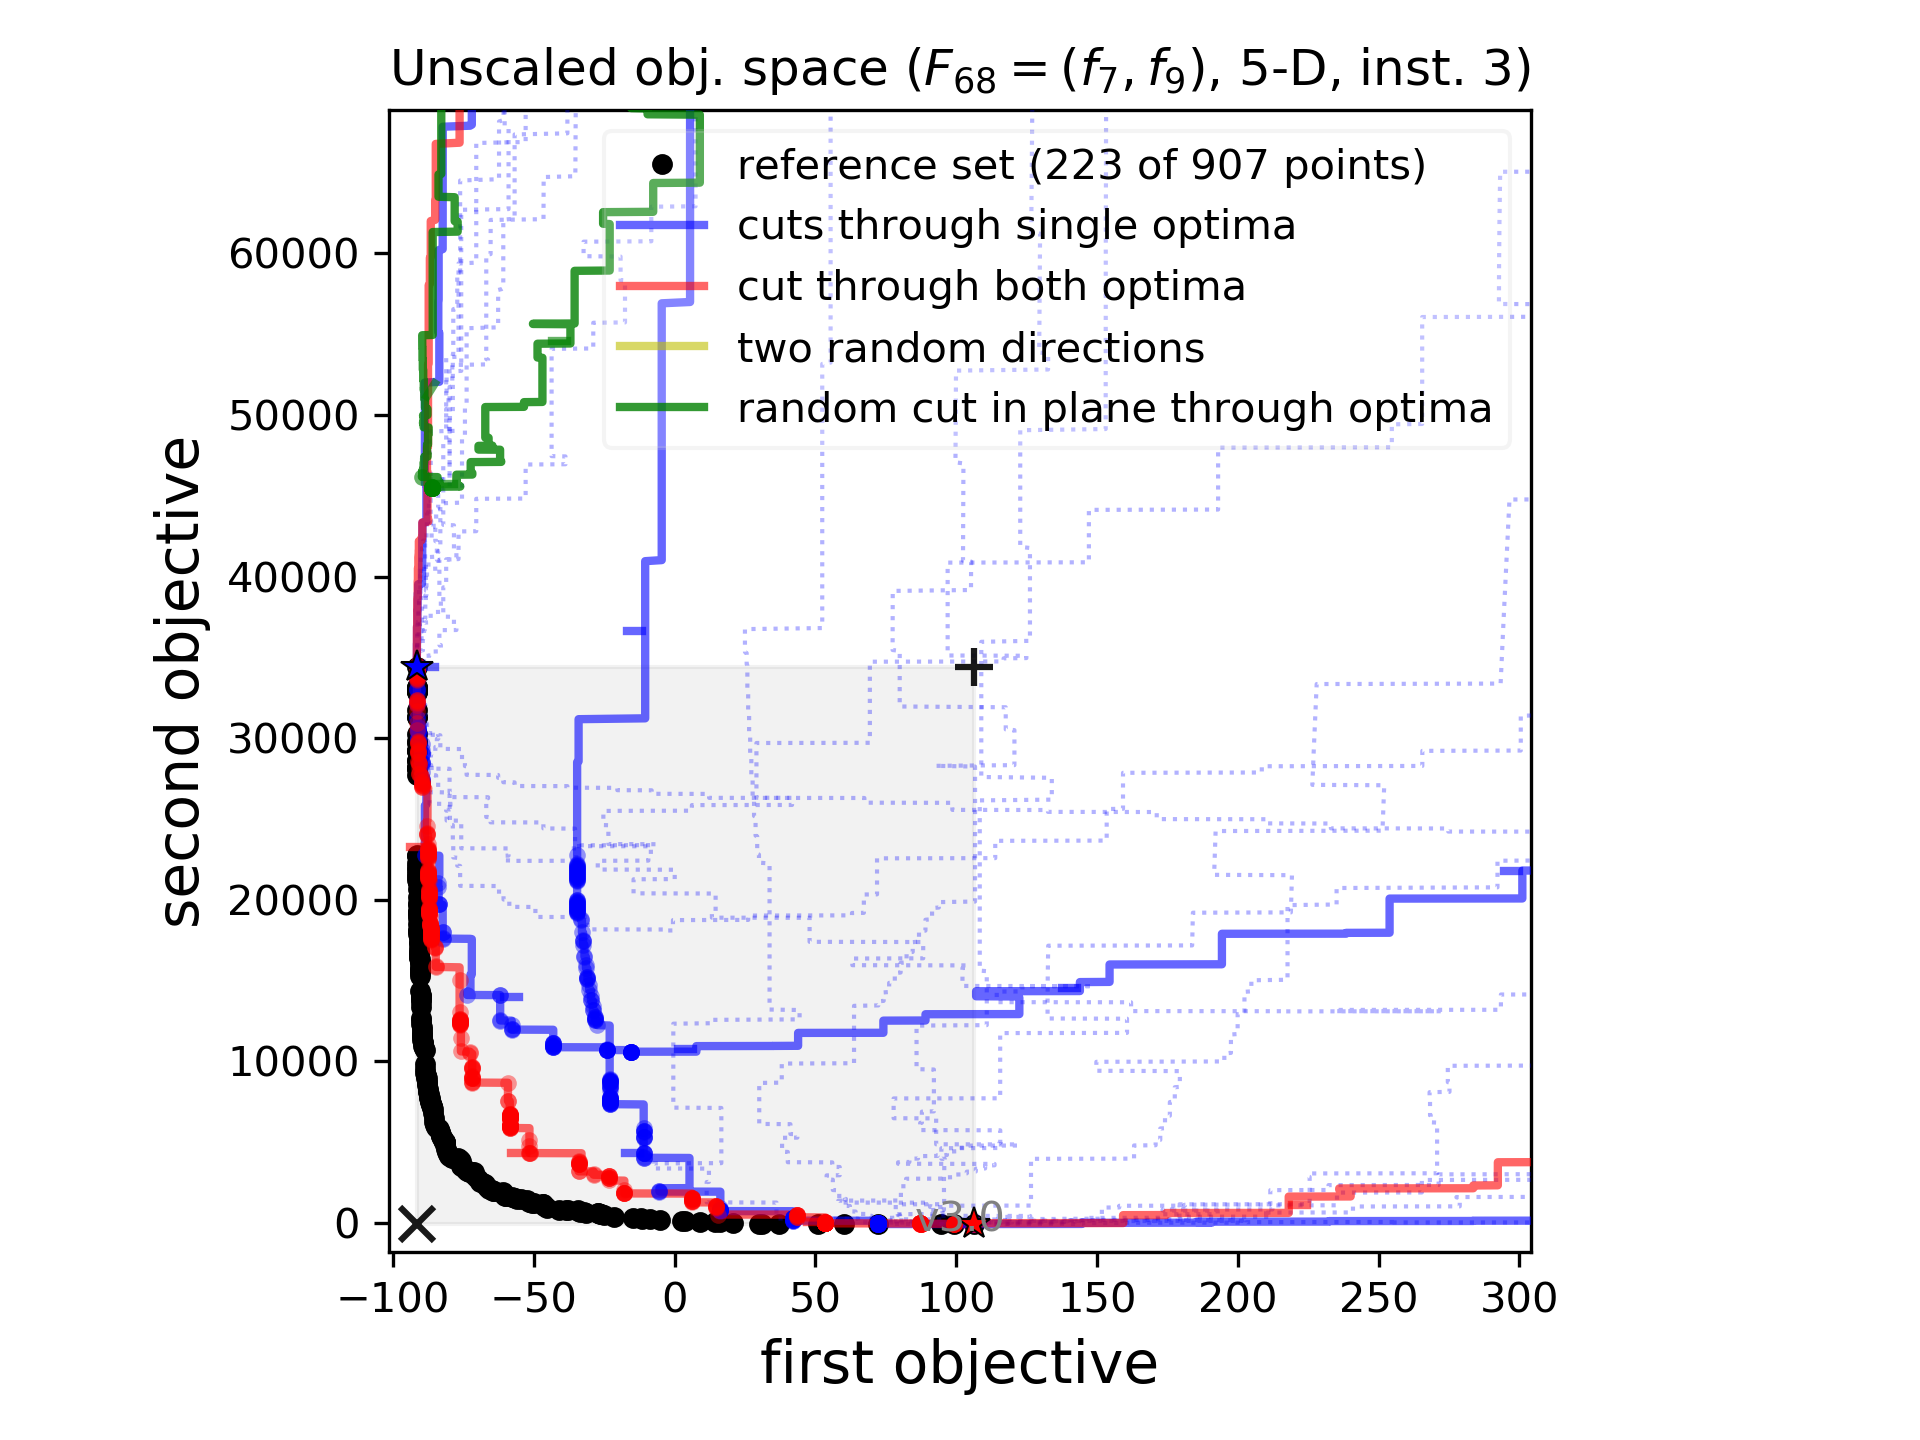 Unscaled obj. space (F₆₈ = (f₇, f₉), 5-D, inst. 3)
reference set (223 of 907 points)
cuts through single optima
cut through both optima
two random directions
random cut in plane through optima
second objective
60000
50000
40000
30000
20000
10000
0
v3.0
−100 −50 0 50 100 150 200 250 300
first objective